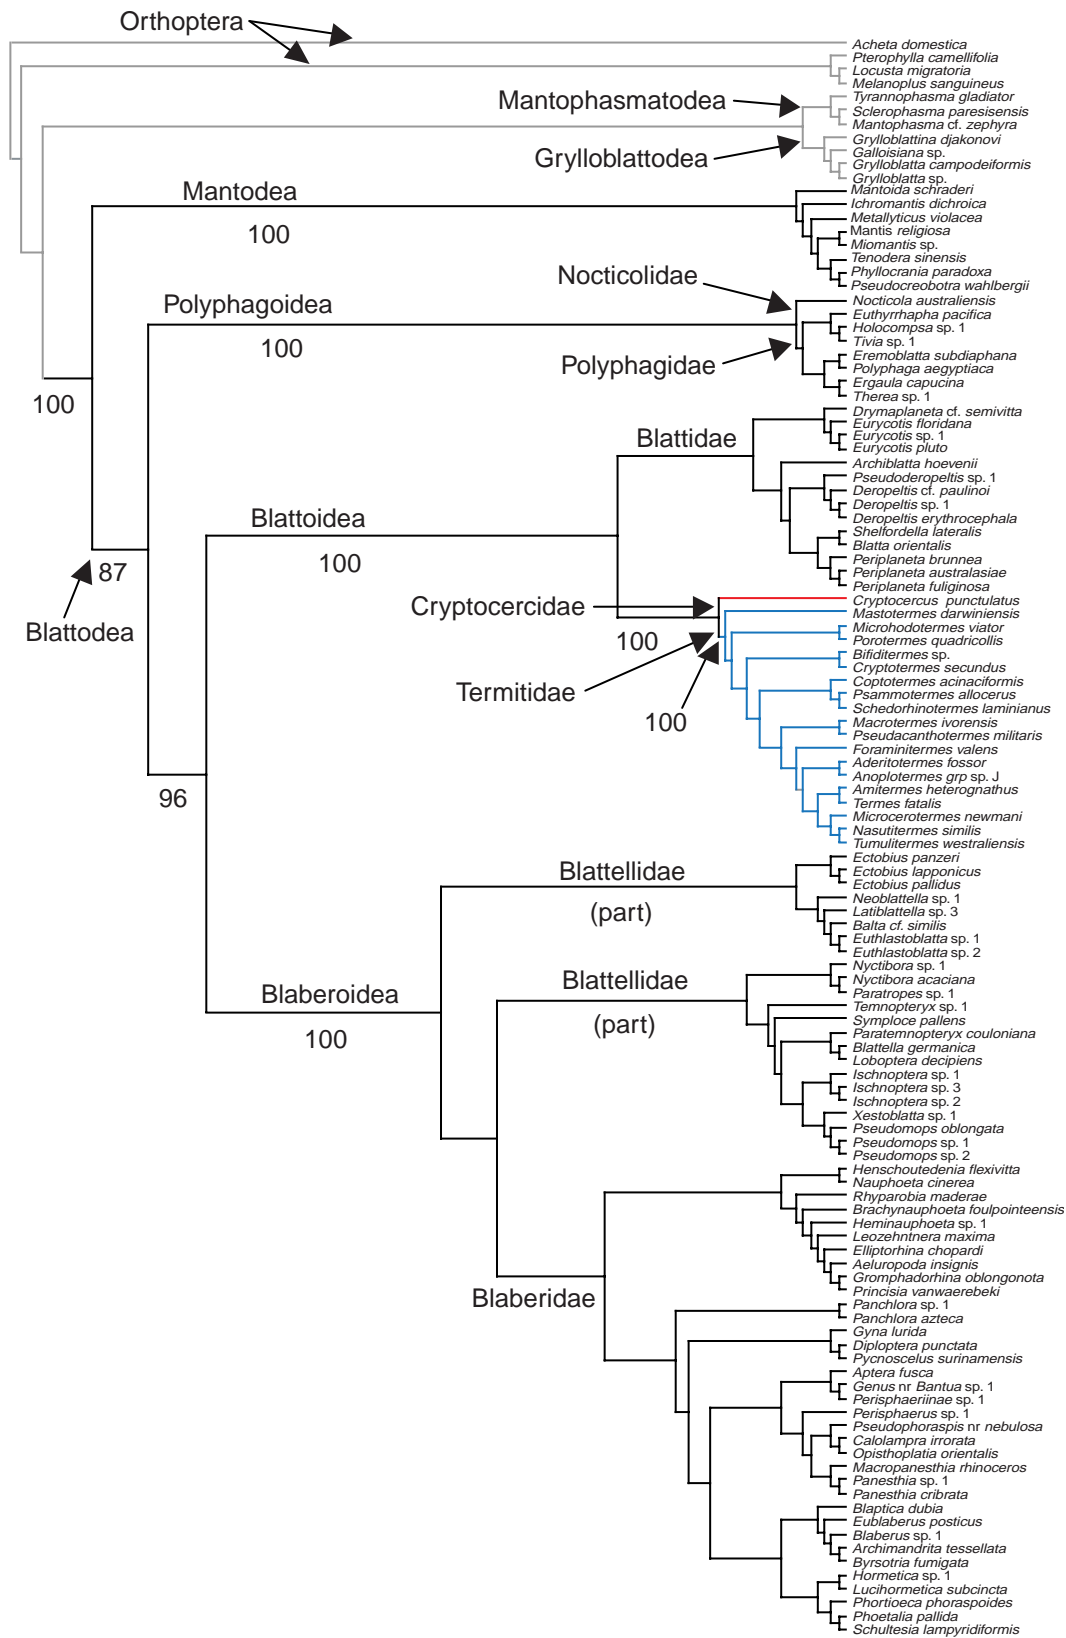 Orthoptera
Acheta domestica
Pterophylla camellifolia
Locusta migratoria
Melanoplus sanguineus
Mantophasmatodea
Tyrannophasma gladiator
Sclerophasma paresisensis
Mantophasma cf. zephyra
Grylloblattodea
Grylloblattina djakonovi
Galloisiana sp.
Grylloblatta campodeiformis
Grylloblatta sp.
Mantodea
100
Mantoida schraderi
Ichromantis dichroica
Metallyticus violacea
Mantis religiosa
Miomantis sp.
Tenodera sinensis
Phyllocrania paradoxa
Pseudocreobotra wahlbergii
Nocticolidae
Polyphagoidea
100
Polyphagidae
Nocticola australiensis
Euthyrrhapha pacifica
Holocompsa sp. 1
Tivia sp. 1
Eremoblatta subdiaphana
Polyphaga aegyptiaca
Ergaula capucina
Therea sp. 1
100
Blattidae
Drymaplaneta cf. semivitta
Eurycotis floridana
Eurycotis sp. 1
Eurycotis pluto
Archiblatta hoevenii
Pseudoderopeltis sp. 1
Deropeltis cf. paulinoi
Deropeltis sp. 1
Deropeltis erythrocephala
Shelfordella lateralis
Blatta orientalis
Periplaneta brunnea
Periplaneta australasiae
Periplaneta fuliginosa
Blattoidea
100
87
Blattodea
Cryptocercidae
100
Termitidae
100
Cryptocercus punctulatus
Mastotermes darwiniensis
Microhodotermes viator
Porotermes quadricollis
Bifiditermes sp.
Cryptotermes secundus
Coptotermes acinaciformis
Psammotermes allocerus
Schedorhinotermes laminianus
Macrotermes ivorensis
Pseudacanthotermes militaris
Foraminitermes valens
Aderitotermes fossor
Anoplotermes grp sp. J
Amitermes heterognathus
Termes fatalis
Microcerotermes newmani
Nasutitermes similis
Tumulitermes westraliensis
96
Blattellidae
(part)
Ectobius panzeri
Ectobius lapponicus
Ectobius pallidus
Neoblattella sp. 1
Latiblattella sp. 3
Balta cf. similis
Euthlastoblatta sp. 1
Euthlastoblatta sp. 2
Blaberoidea
100
Blattellidae
(part)
Nyctibora sp. 1
Nyctibora acaciana
Paratropes sp. 1
Temnopteryx sp. 1
Symploce pallens
Paratemnopteryx couloniana
Blattella germanica
Loboptera decipiens
Ischnoptera sp. 1
Ischnoptera sp. 3
Ischnoptera sp. 2
Xestoblatta sp. 1
Pseudomops oblongata
Pseudomops sp. 1
Pseudomops sp. 2
Blaberidae
Henschoutedenia flexivitta
Nauphoeta cinerea
Rhyparobia maderae
Brachynauphoeta foulpointeensis
Heminauphoeta sp. 1
Leozehntnera maxima
Elliptorhina chopardi
Aeluropoda insignis
Gromphadorhina oblongonota
Princisia vanwaerebeki
Panchlora sp. 1
Panchlora azteca
Gyna lurida
Diploptera punctata
Pycnoscelus surinamensis
Aptera fusca
Genus nr Bantua sp. 1
Perisphaeriinae sp. 1
Perisphaerus sp. 1
Pseudophoraspis nr nebulosa
Calolampra irrorata
Opisthoplatia orientalis
Macropanesthia rhinoceros
Panesthia sp. 1
Panesthia cribrata
Blaptica dubia
Eublaberus posticus
Blaberus sp. 1
Archimandrita tessellata
Byrsotria fumigata
Hormetica sp. 1
Lucihormetica subcincta
Phortioeca phoraspoides
Phoetalia pallida
Schultesia lampyridiformis